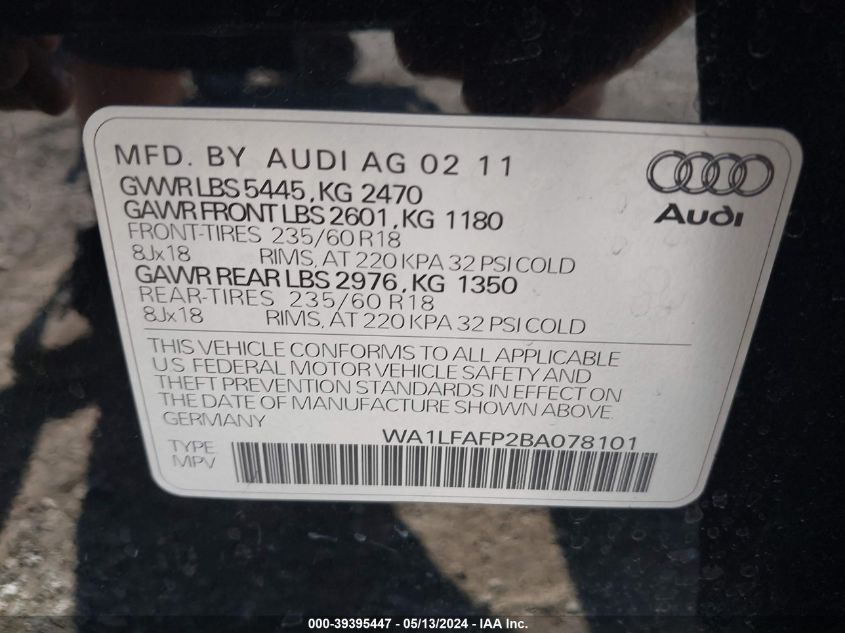 MFD. BY AUDI AG 02 11
GVWR LBS 5445, KG 2470
GAWR FRONT LBS 2601, KG 1180
FRONT-TIRES 235/60 R18
8Jx18 RIMS, AT 220 KPA 32 PSI COLD
GAWR REAR LBS 2976, KG 1350
REAR-TIRES 235/60 R18
8Jx18 RIMS, AT 220 KPA 32 PSI COLD
Audi
THIS VEHICLE CONFORMS TO ALL APPLICABLE
U.S. FEDERAL MOTOR VEHICLE SAFETY AND
THEFT PREVENTION STANDARDS IN EFFECT ON
THE DATE OF MANUFACTURE SHOWN ABOVE.
GERMANY
WA1LFAFP2BA078101
TYPE
MPV
000-39395447 — 05/13/2024 — IAA Inc.